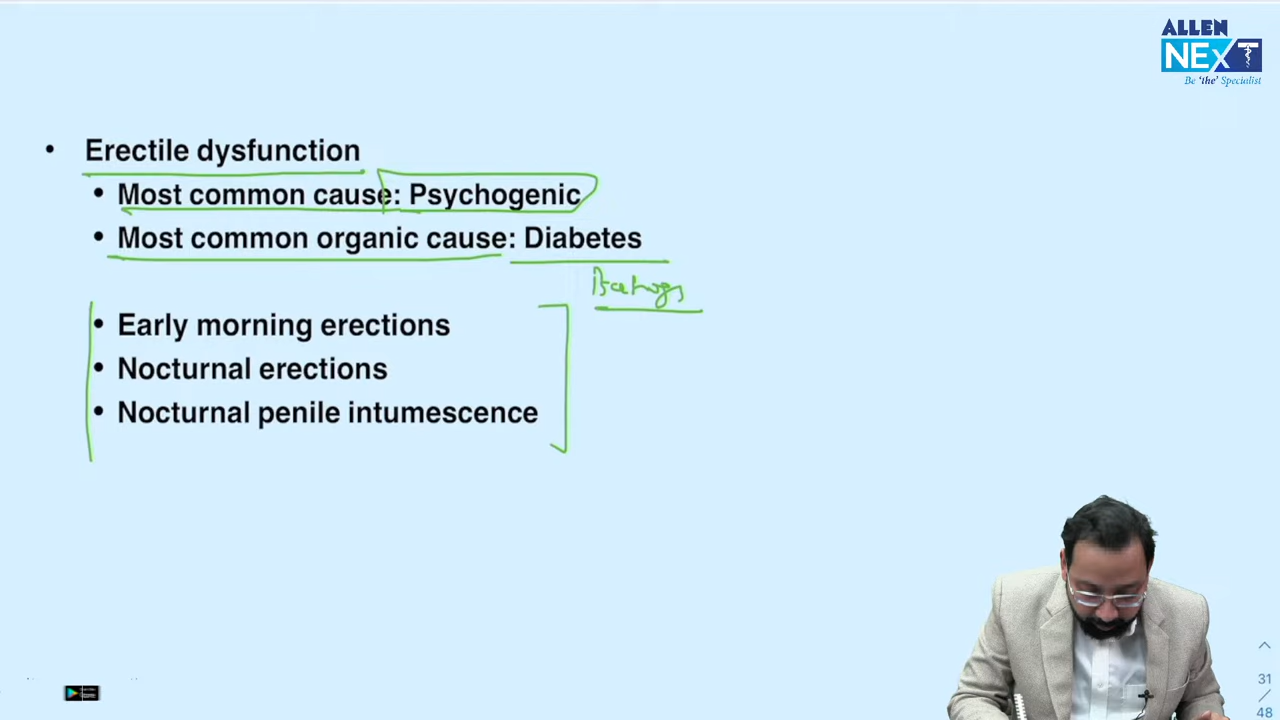 ALLEN
NExT
Be 'the' Specialist
• Erectile dysfunction
• Most common cause: Psychogenic
• Most common organic cause: Diabetes
• Early morning erections
• Nocturnal erections
• Nocturnal penile intumescence
31
/
48